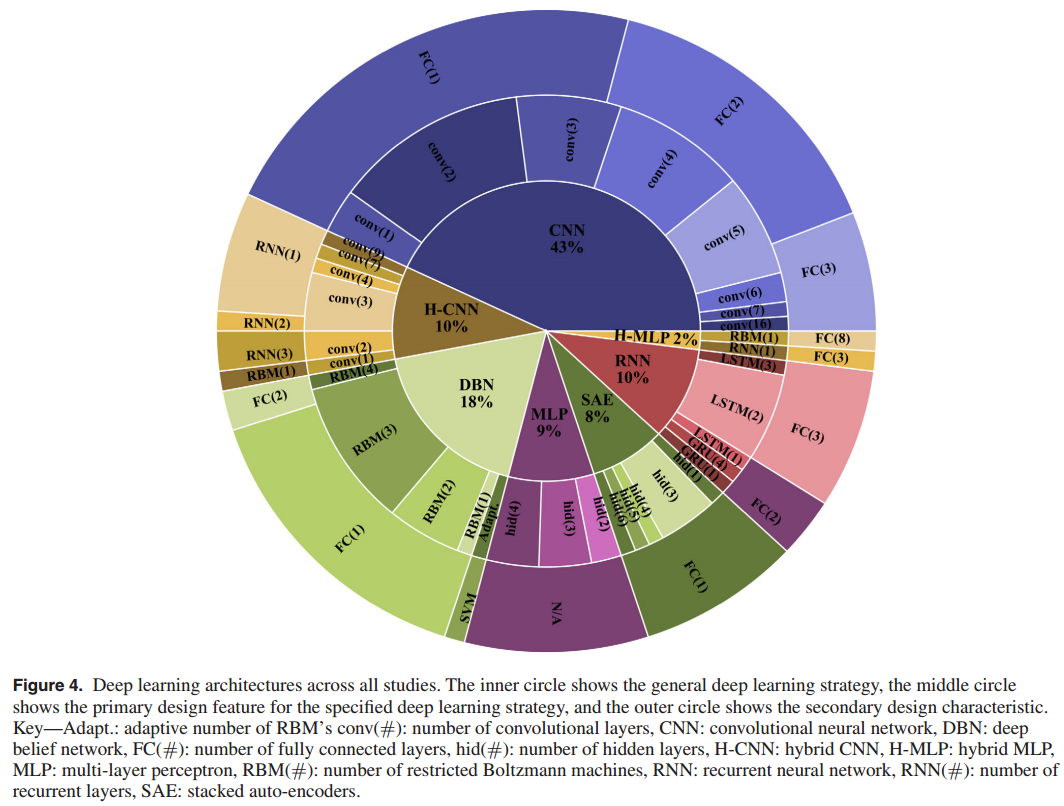 FC(1)
FC(2)
FC(3)
FC(8)
FC(3)
FC(3)
FC(2)
FC(1)
N/A
SVM
FC(1)
FC(2)
RBM(1)
RNN(3)
RNN(2)
RNN(1)
conv(1)
conv(2)
conv(3)
conv(4)
conv(5)
conv(6)
conv(7)
conv(16)
RBM(1)
RNN(1)
LSTM(3)
LSTM(2)
LSTM(1)
GRU(4)
GRU(1)
hid(1)
hid(3)
hid(4)
hid(5)
hid(6)
hid(2)
hid(3)
hid(4)
Adapt.
RBM(1)
RBM(2)
RBM(3)
RBM(4)
conv(1)
conv(2)
conv(3)
conv(4)
conv(7)
conv(9)
CNN
43%
H-MLP 2%
RNN
10%
SAE
8%
MLP
9%
DBN
18%
H-CNN
10%
Figure 4. Deep learning architectures across all studies. The inner circle shows the general deep learning strategy, the middle circle
shows the primary design feature for the specified deep learning strategy, and the outer circle shows the secondary design characteristic.
Key—Adapt.: adaptive number of RBM's conv(#): number of convolutional layers, CNN: convolutional neural network, DBN: deep
belief network, FC(#): number of fully connected layers, hid(#): number of hidden layers, H-CNN: hybrid CNN, H-MLP: hybrid MLP,
MLP: multi-layer perceptron, RBM(#): number of restricted Boltzmann machines, RNN: recurrent neural network, RNN(#): number of
recurrent layers, SAE: stacked auto-encoders.